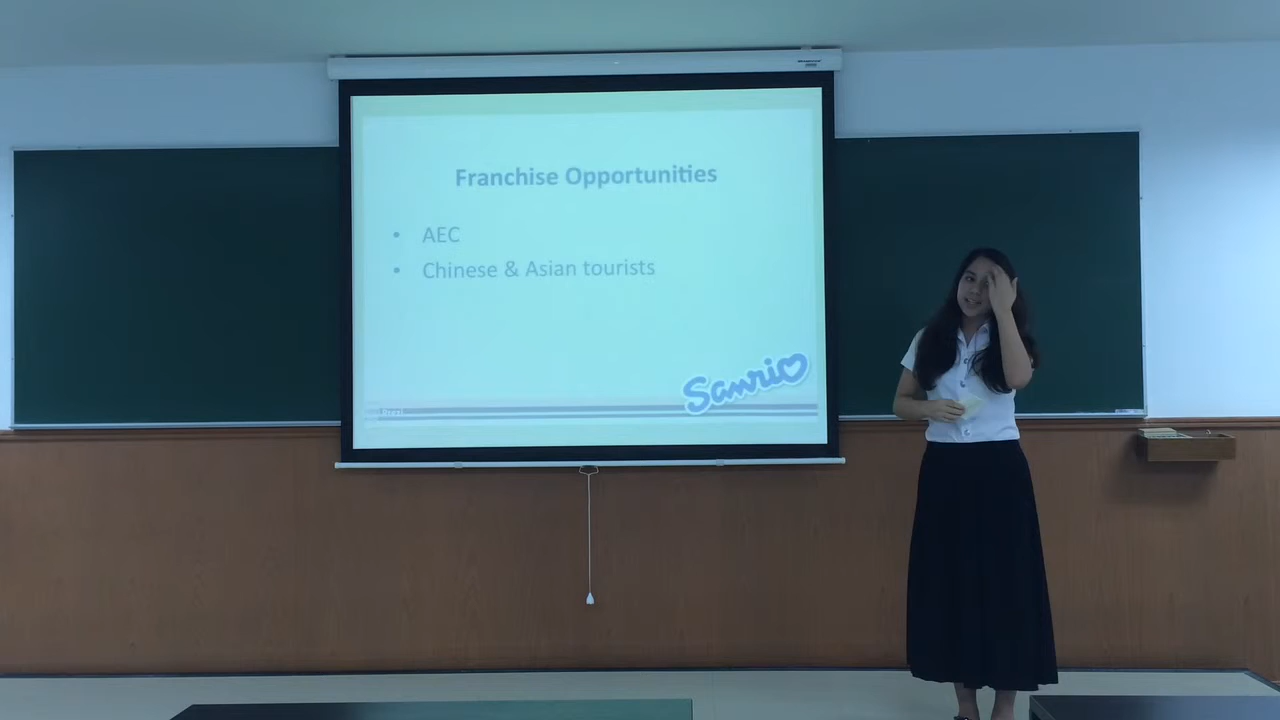 Franchise Opportunities
• AEC
• Chinese & Asian tourists
Sanrio